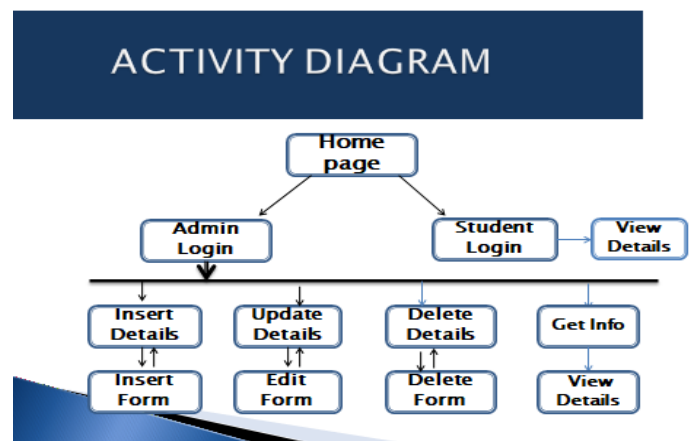 ACTIVITY DIAGRAM
Home
page
Admin
Login
Student
Login
View
Details
Insert
Details
Update
Details
Delete
Details
Get Info
Insert
Form
Edit
Form
Delete
Form
View
Details